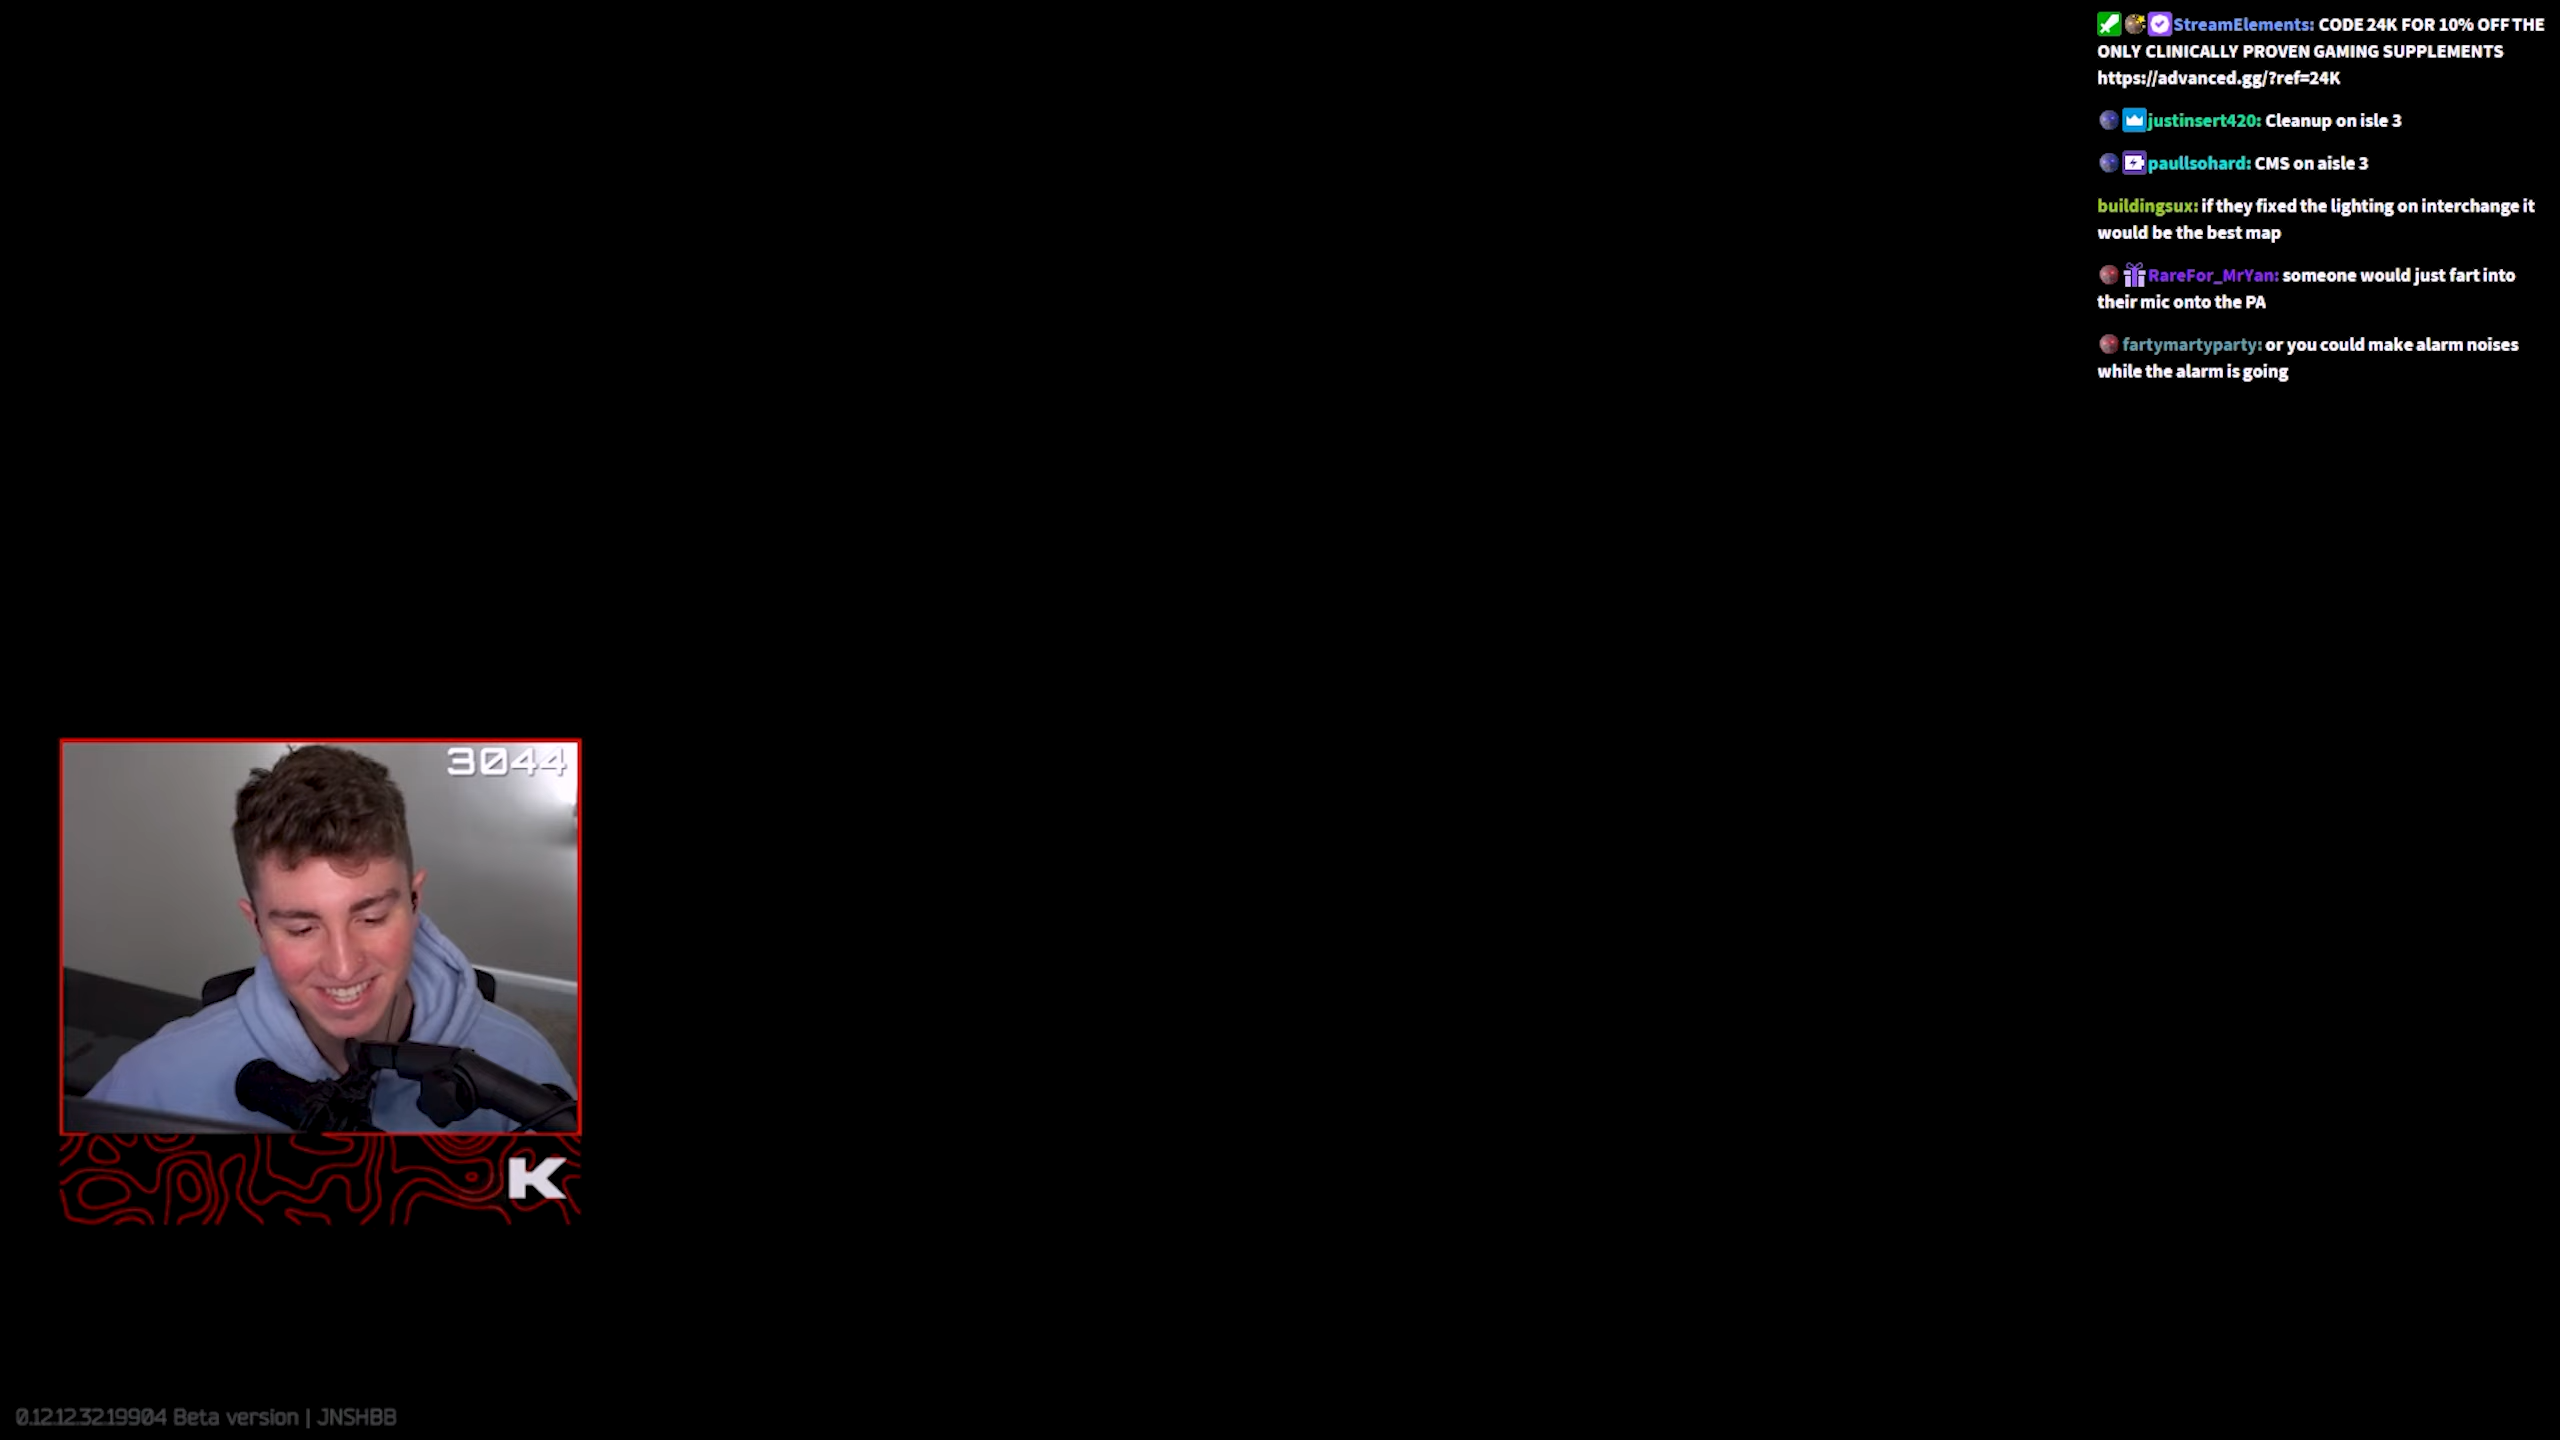 StreamElements: CODE 24K FOR 10% OFF THE
ONLY CLINICALLY PROVEN GAMING SUPPLEMENTS
https://advanced.gg/?ref=24K
justinsert420: Cleanup on isle 3
paullsohard: CMS on aisle 3
buildingsux: if they fixed the lighting on interchange it
would be the best map
RareFor_MrYan: someone would just fart into
their mic onto the PA
fartymartyparty: or you could make alarm noises
while the alarm is going
3044
K
0.12.12.3.19904 Beta version | JNSHBB